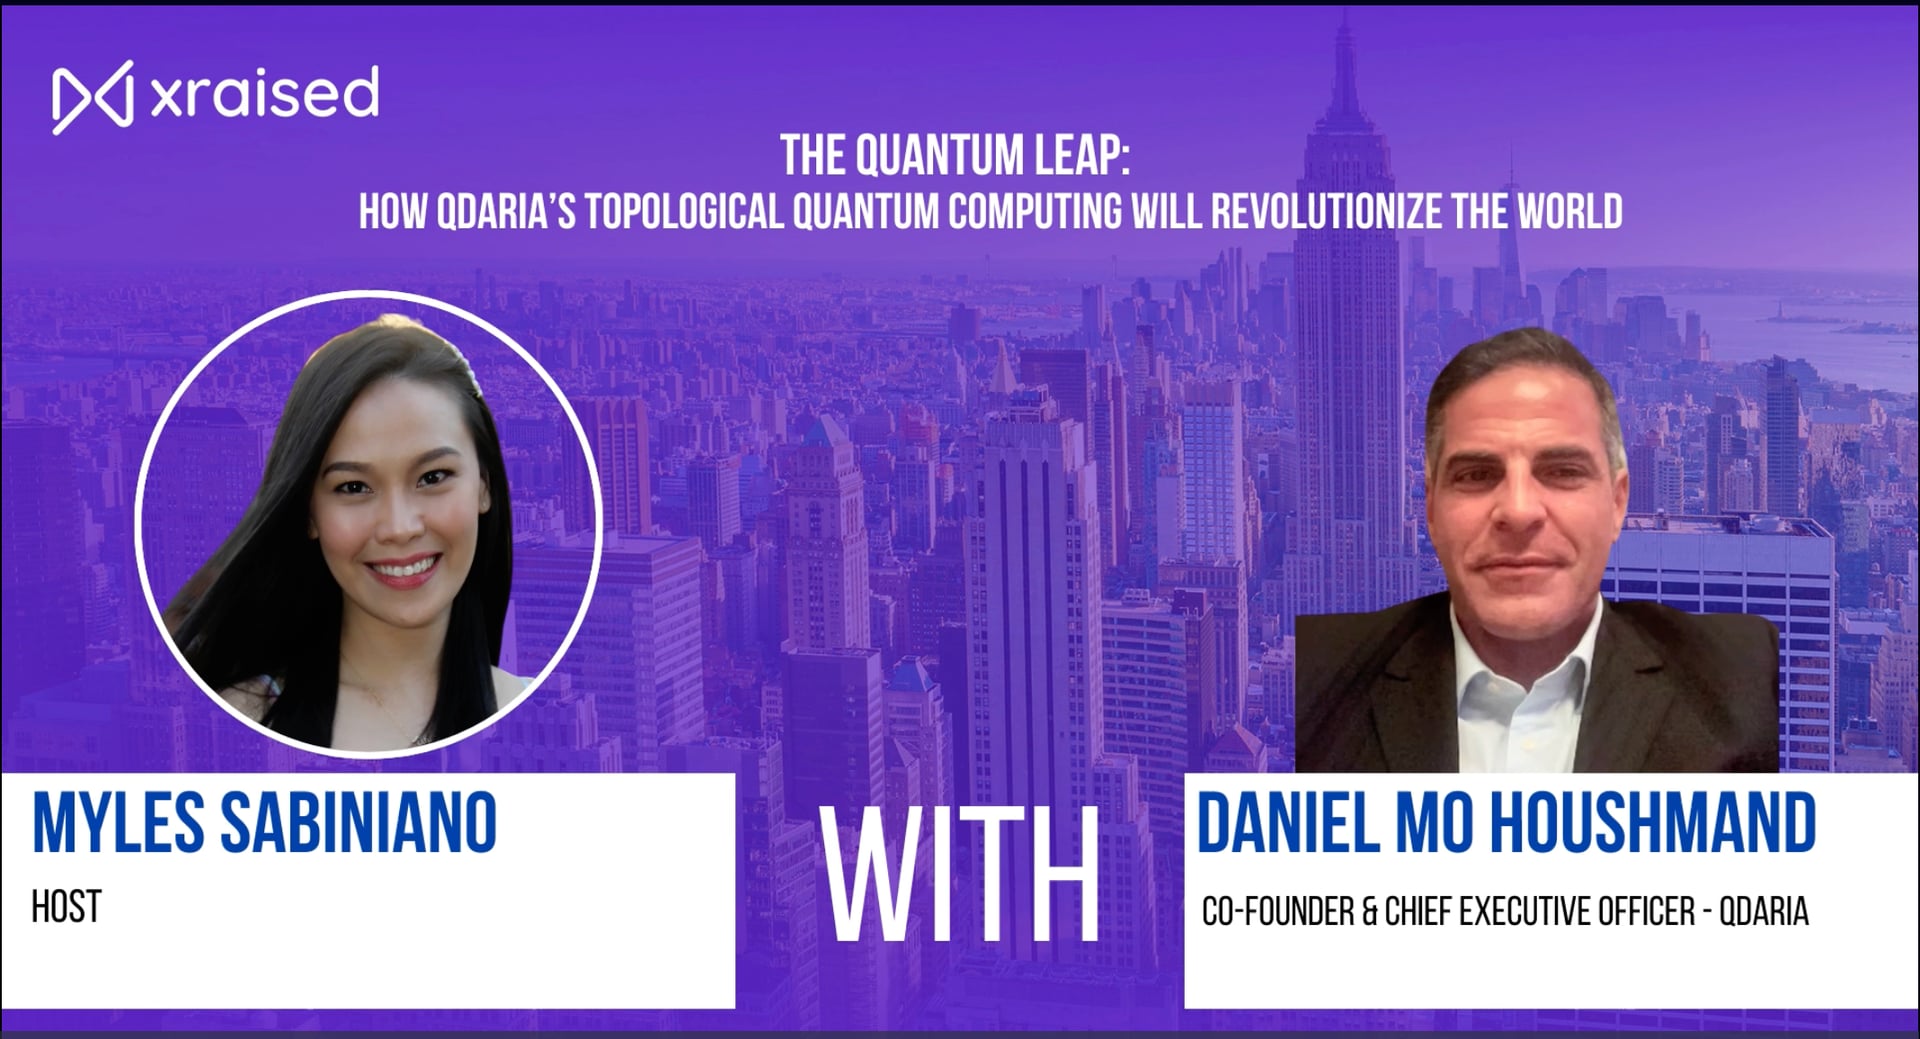 xraised
THE QUANTUM LEAP:
HOW QDARIA’S TOPOLOGICAL QUANTUM COMPUTING WILL REVOLUTIONIZE THE WORLD
MYLES SABINIANO
HOST
WITH
DANIEL MO HOUSHMAND
CO-FOUNDER & CHIEF EXECUTIVE OFFICER - QDARIA